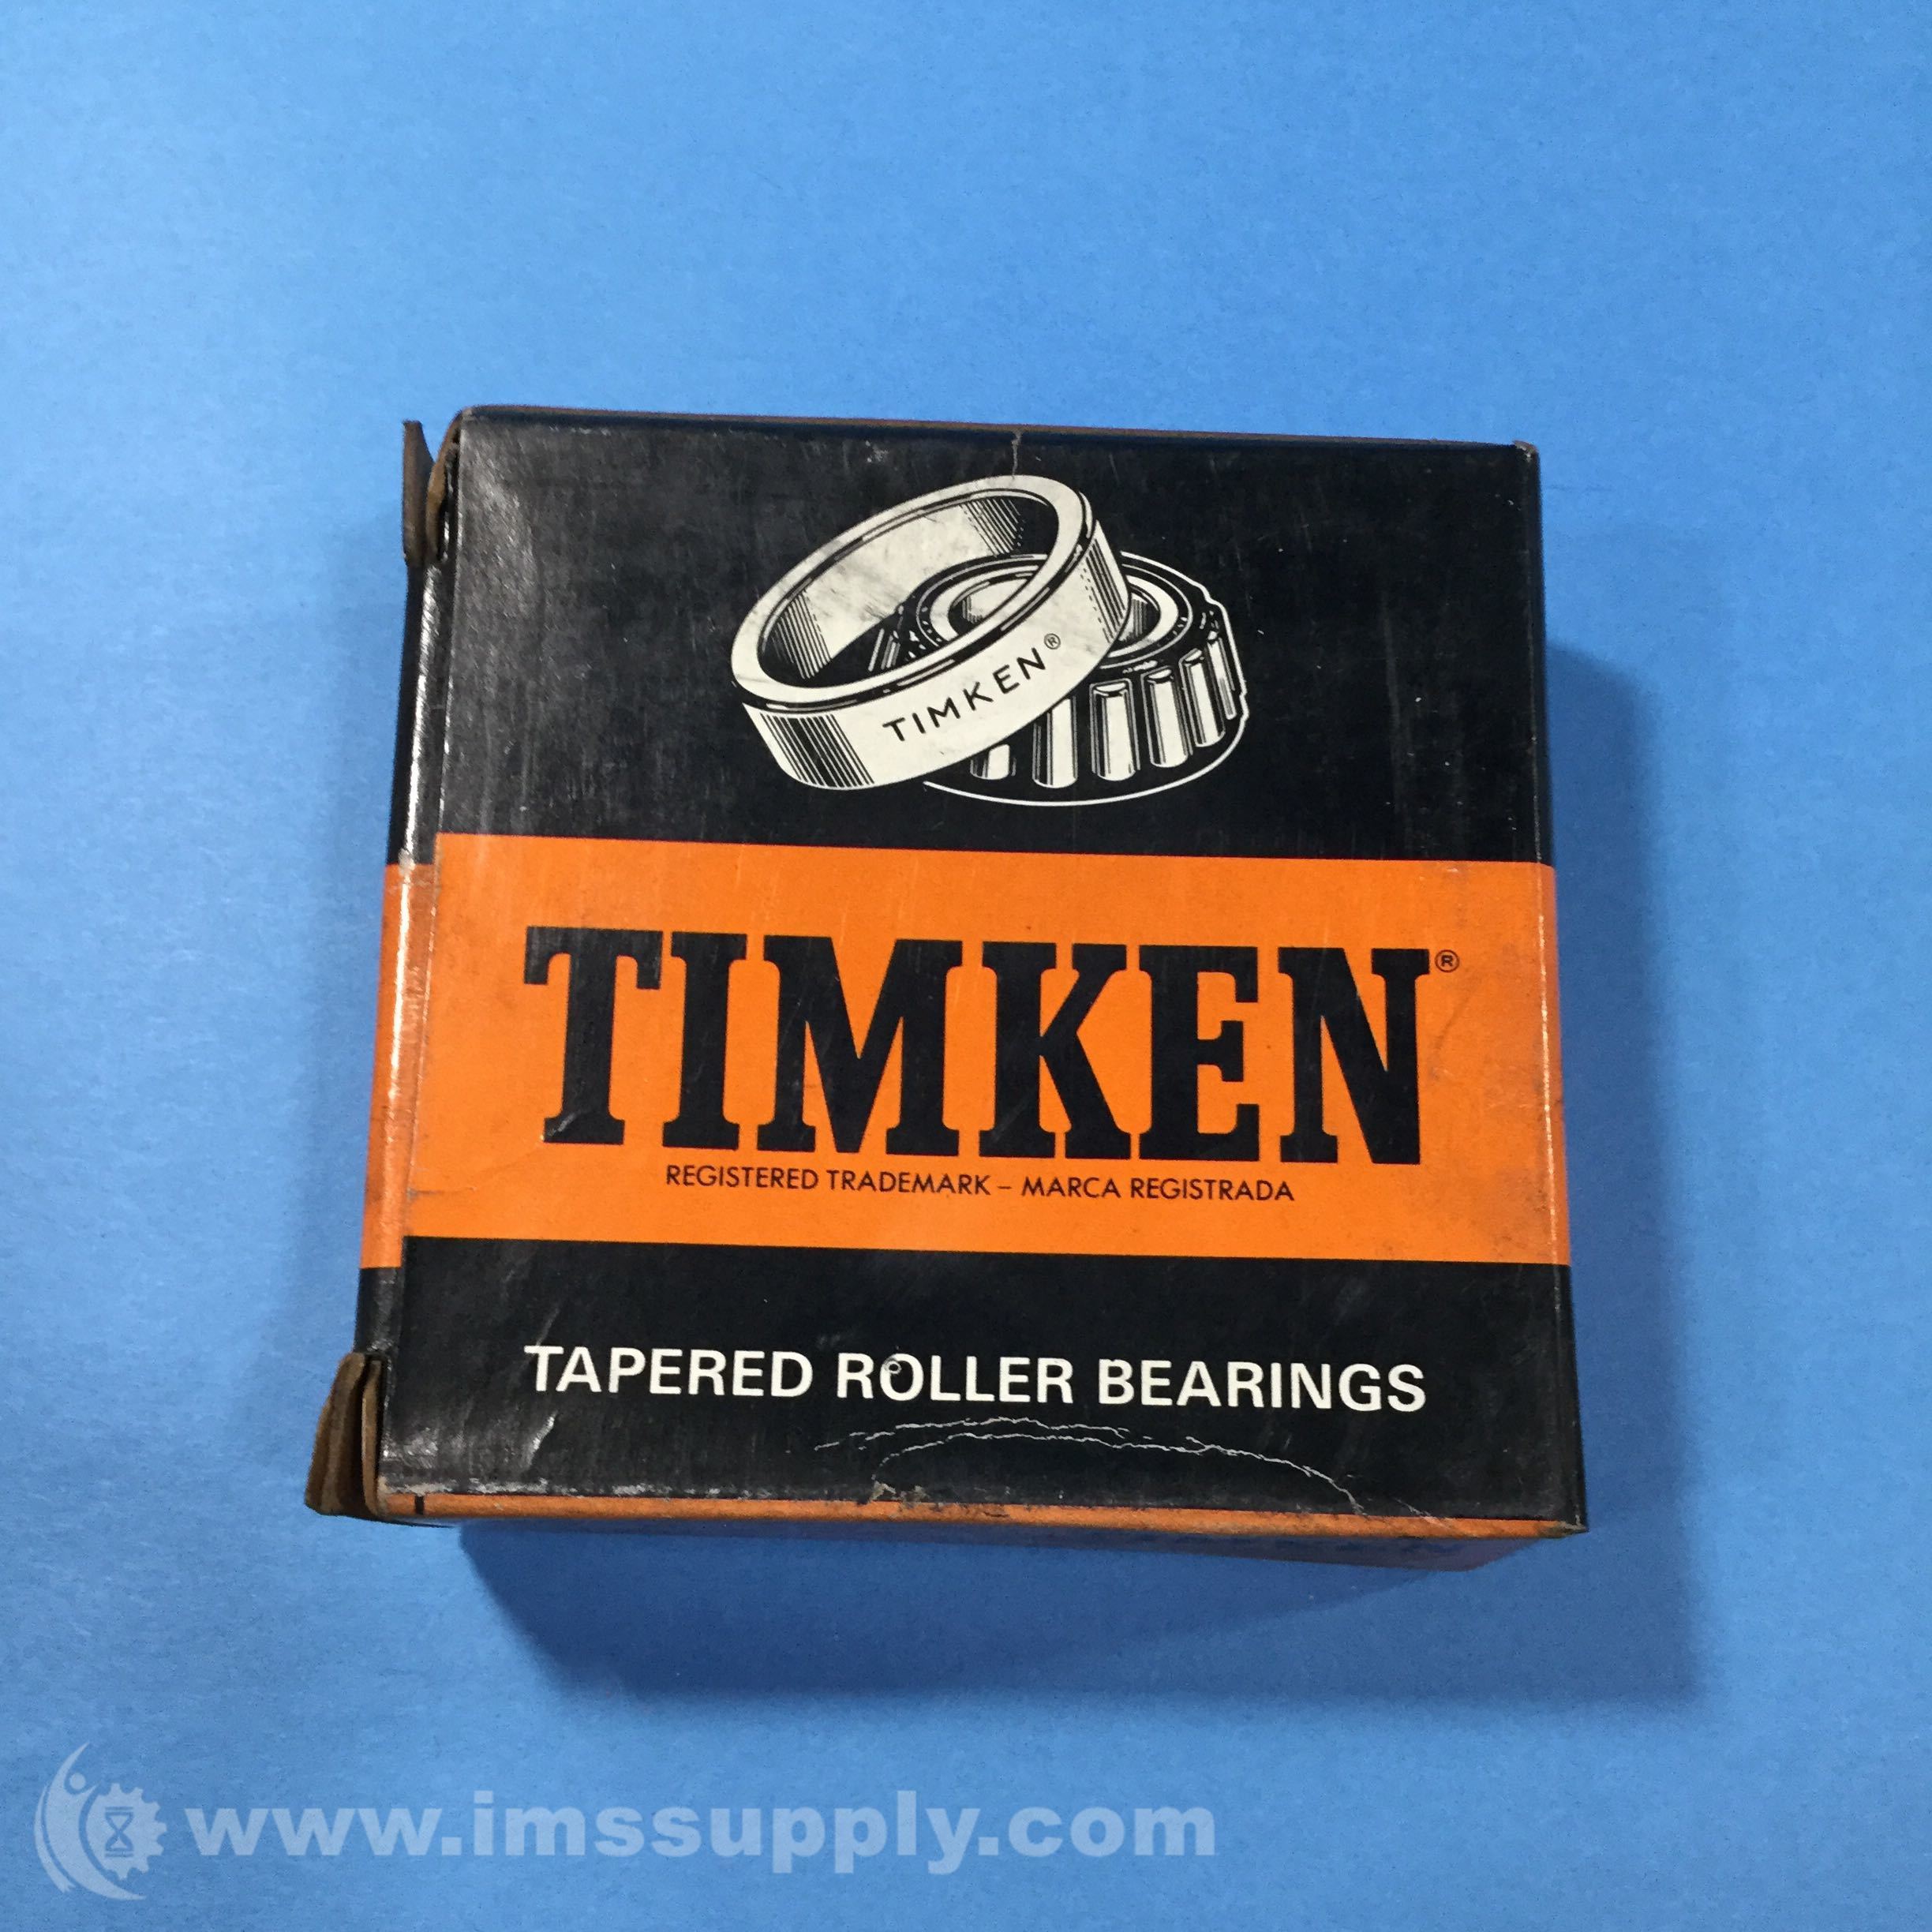 TIMKEN®
TIMKEN®
REGISTERED TRADEMARK – MARCA REGISTRADA
TAPERED ROLLER BEARINGS
www.imssupply.com